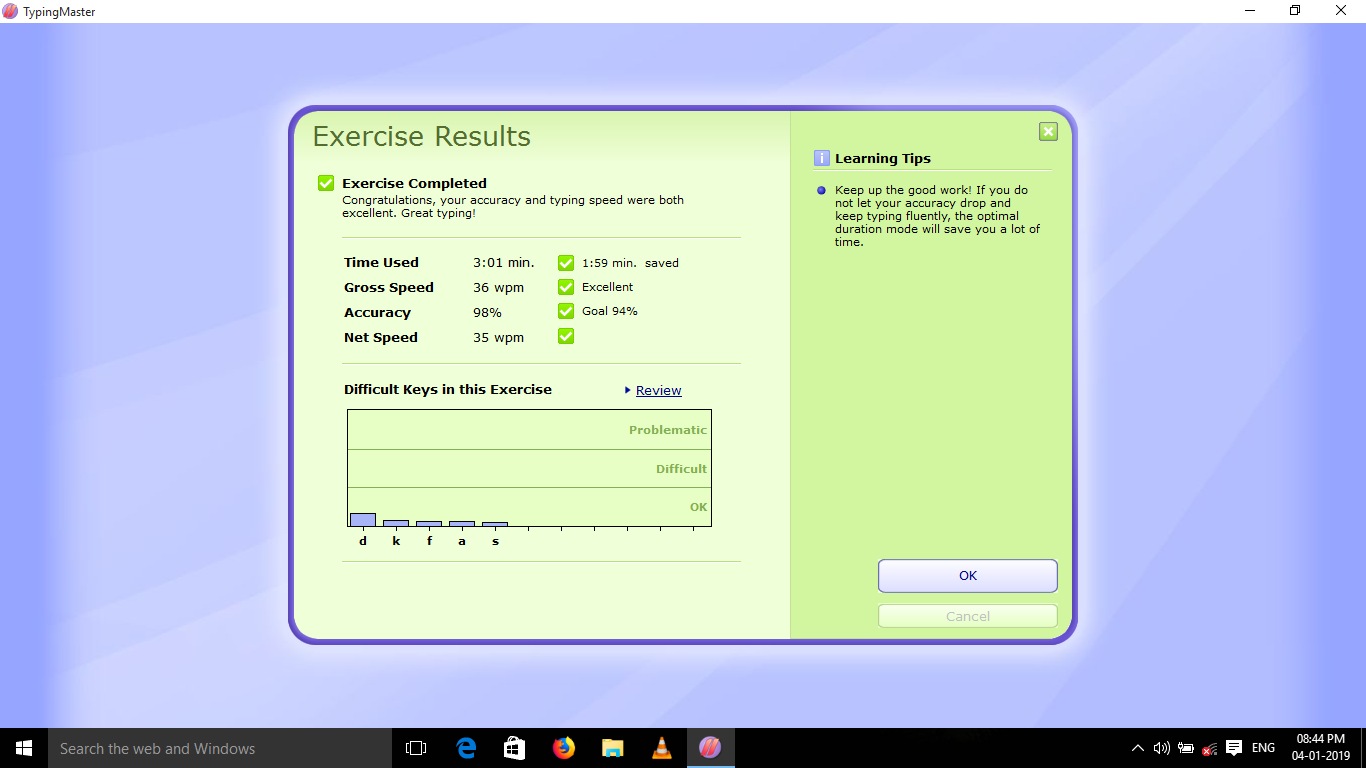 TypingMaster
Exercise Results
Exercise Completed
Congratulations, your accuracy and typing speed were both
excellent. Great typing!
Time Used 3:01 min. 1:59 min. saved
Gross Speed 36 wpm Excellent
Accuracy 98% Goal 94%
Net Speed 35 wpm
Difficult Keys in this Exercise Review
Problematic
Difficult
OK
d k f a s
i Learning Tips
Keep up the good work! If you do
not let your accuracy drop and
keep typing fluently, the optimal
duration mode will save you a lot of
time.
OK
Cancel
Search the web and Windows
ENG
08:44 PM
04-01-2019